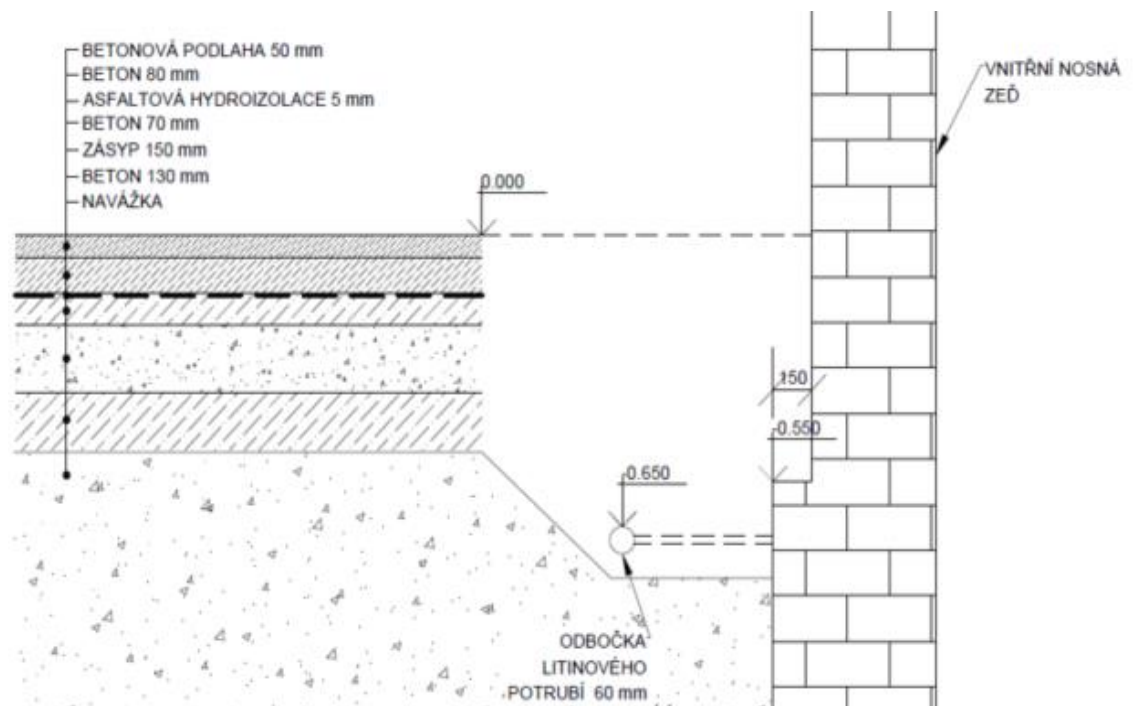 BETONOVÁ PODLAHA 50 mm
BETON 80 mm
ASFALTOVÁ HYDROIZOLACE 5 mm
BETON 70 mm
ZÁSYP 150 mm
BETON 130 mm
NAVÁŽKA
VNITŘNÍ NOSNÁ
ZEĎ
0.000
150
-0.550
-0.650
ODBOČKA
LITINOVÉHO
POTRUBÍ 60 mm